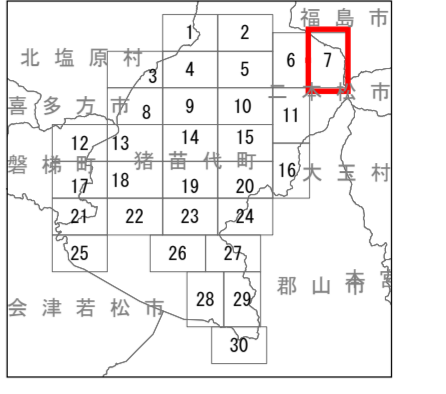 福島市
1 2
北塩原村 6 7
3 4 5
二本松市
喜多方市 8 9 10 11
12 13 14 15
磐梯町 猪苗代町 16 大玉村
17 18 19 20
21 22 23 24
25 26 27
郡山市 本宮
28 29
会津若松市
30